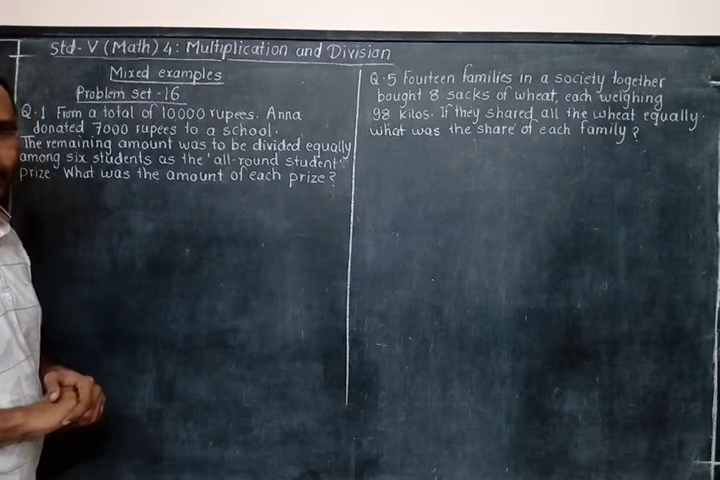 Std-V (Math) 4: Multiplication and Division
Mixed examples
Problem set-16
Q.1 From a total of 10000 rupees. Anna
donated 7000 rupees to a school.
The remaining amount was to be divided equally
among six students as the 'all-round student'
prize What was the amount of each prize?
Q.5 Fourteen families in a society together
bought 8 sacks of wheat, each weighing
98 kilos. If they shared all the wheat equally.
what was the share of each family?